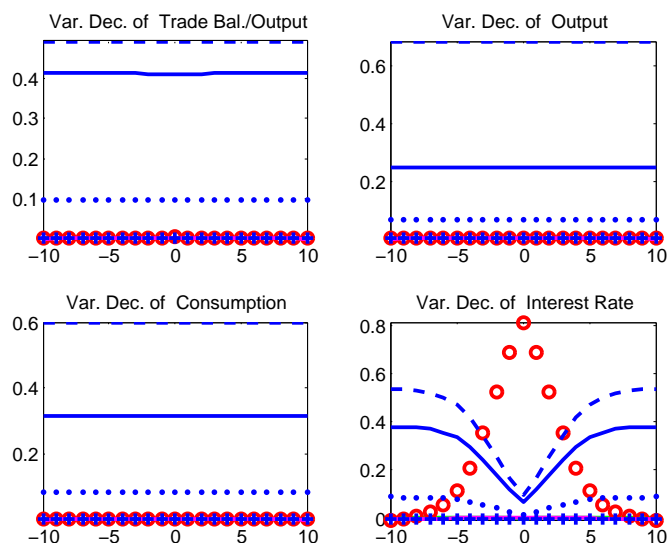 Var. Dec. of Trade Bal./Output
0.4
0.3
0.2
0.1
−10 −5 0 5 10
Var. Dec. of Output
0.6
0.4
0.2
−10 −5 0 5 10
Var. Dec. of Consumption
0.6
0.4
0.2
0
−10 −5 0 5 10
Var. Dec. of Interest Rate
0.8
0.6
0.4
0.2
0
−10 −5 0 5 10